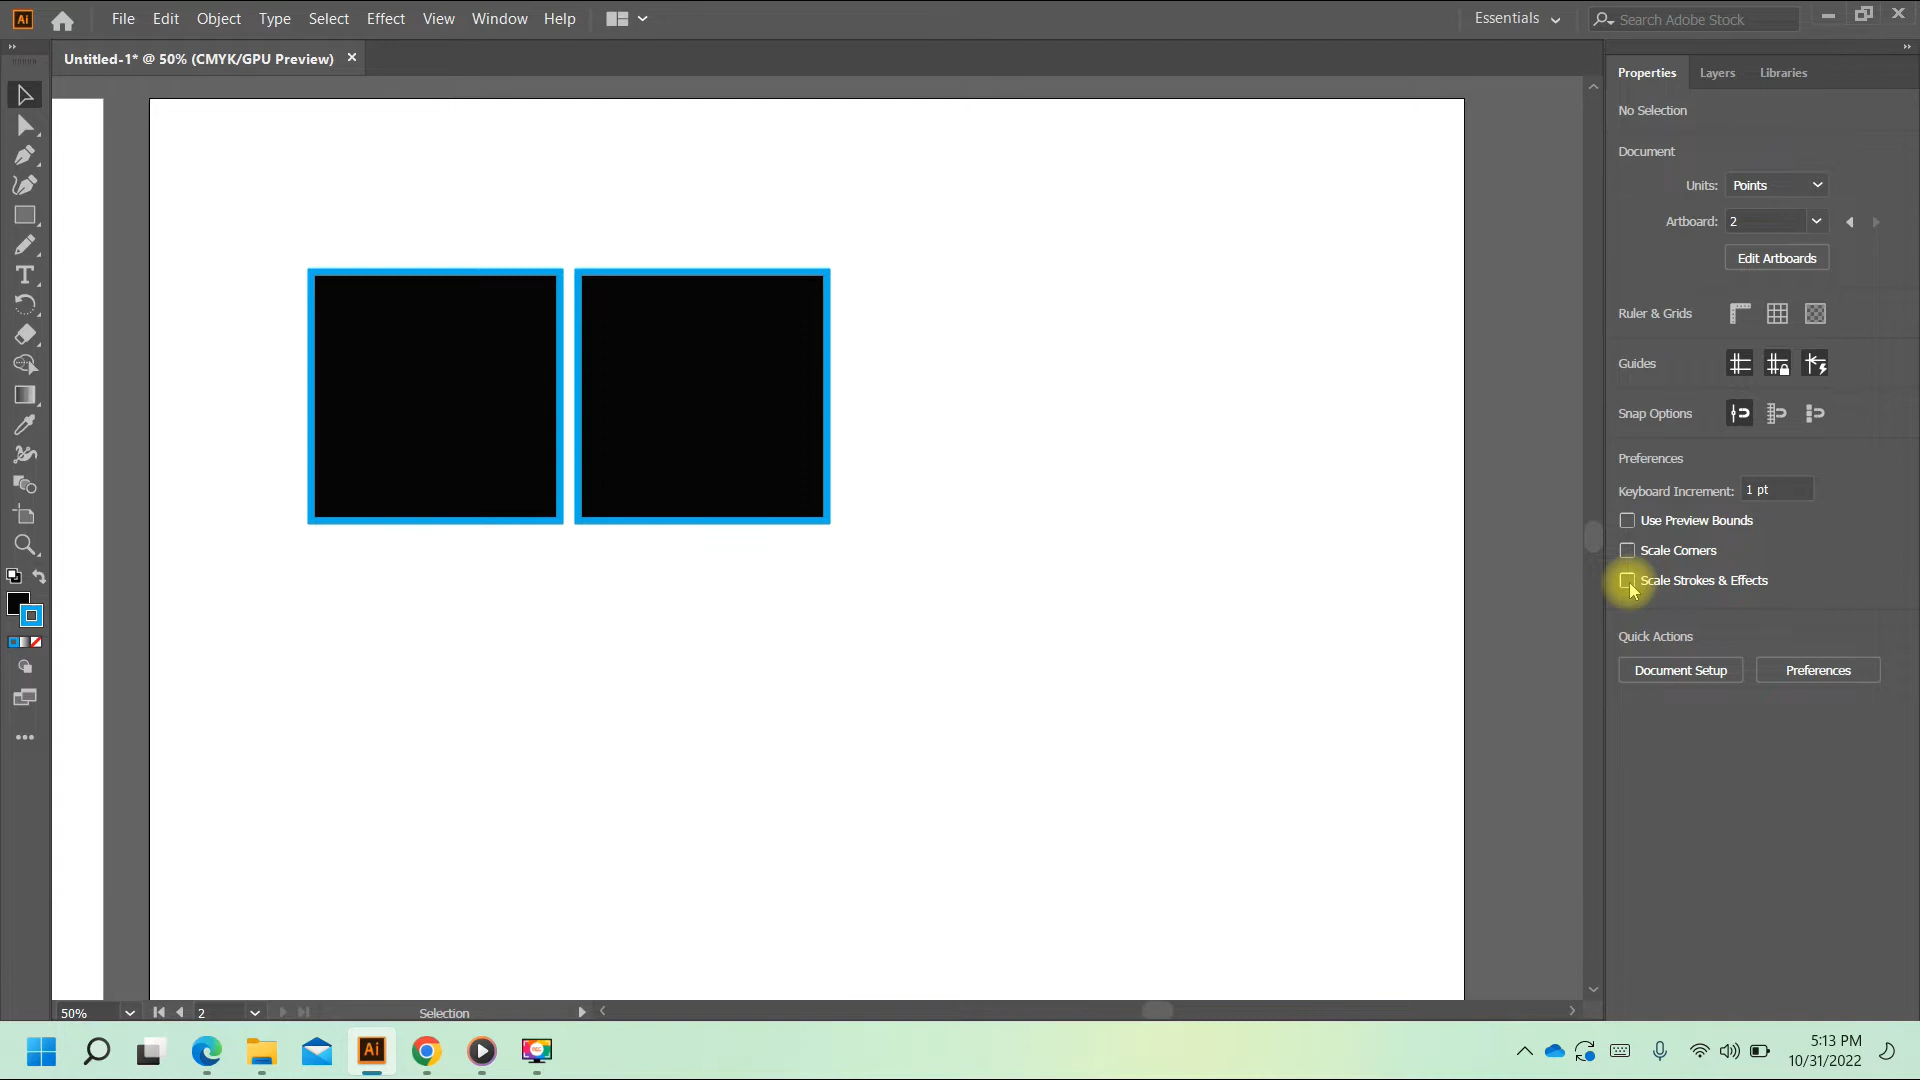 Ai File Edit Object Type Select Effect View Window Help Essentials Search Adobe Stock
Untitled-1* @ 50% (CMYK/GPU Preview)
Properties Layers Libraries
No Selection
Document
Units: Points
Artboard: 2
Edit Artboards
Ruler & Grids
Guides
Snap Options
Preferences
Keyboard Increment: 1 pt
Use Preview Bounds
Scale Corners
Scale Strokes & Effects
Quick Actions
Document Setup Preferences
50% 2 Selection
Ai
5:13 PM
10/31/2022